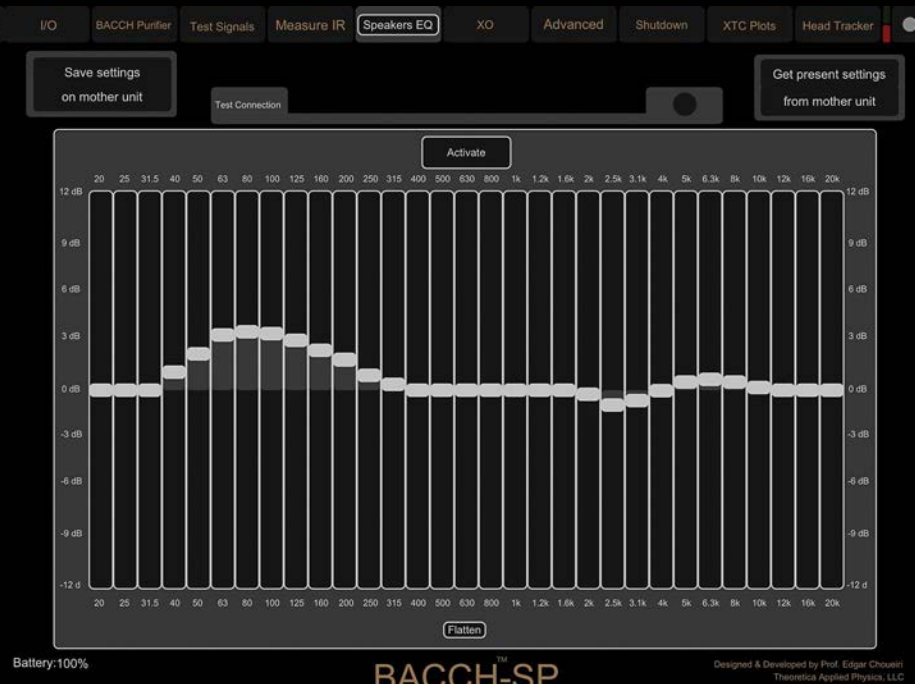 I/O BACCH Purifier Test Signals Measure IR Speakers EQ XO Advanced Shutdown XTC Plots Head Tracker
Save settings
on mother unit
Test Connection
Get present settings
from mother unit
Activate
20 25 31.5 40 50 63 80 100 125 160 200 250 315 400 500 630 800 1k 1.2k 1.6k 2k 2.5k 3.1k 4k 5k 6.3k 8k 10k 12k 16k 20k
12 dB 12 dB
9 dB 9 dB
6 dB 6 dB
3 dB 3 dB
0 dB 0 dB
-3 dB -3 dB
-6 dB -6 dB
-9 dB -9 dB
-12 d -12 dB
20 25 31.5 40 50 63 80 100 125 160 200 250 315 400 500 630 800 1k 1.2k 1.6k 2k 2.5k 3.1k 4k 5k 6.3k 8k 10k 12k 16k 20k
Flatten
Battery:100%
BACCH™-SP
Designed & Developed by Prof. Edgar Choueiri
Theoretica Applied Physics, LLC